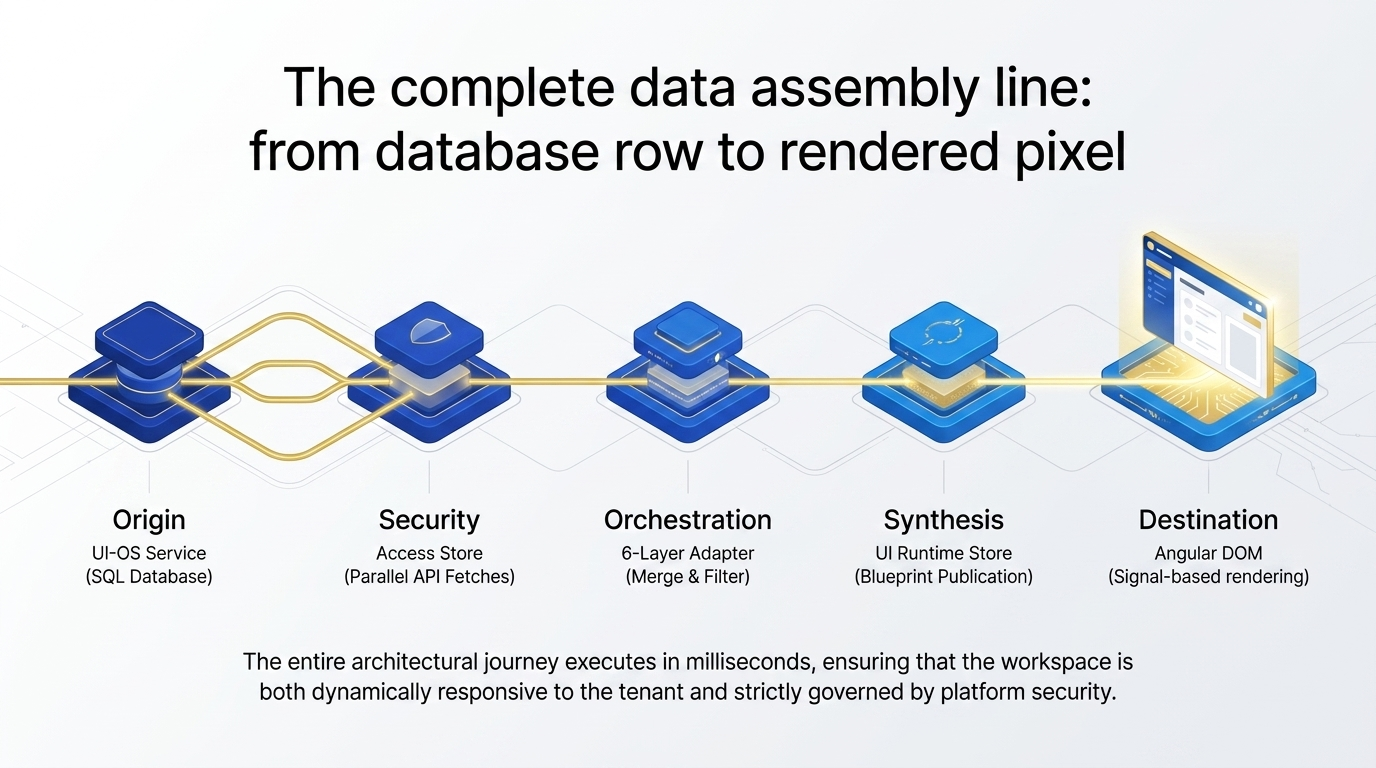 The complete data assembly line:
from database row to rendered pixel
Origin
UI-OS Service
(SQL Database)
Security
Access Store
(Parallel API Fetches)
Orchestration
6-Layer Adapter
(Merge & Filter)
Synthesis
UI Runtime Store
(Blueprint Publication)
Destination
Angular DOM
(Signal-based rendering)
The entire architectural journey executes in milliseconds, ensuring that the workspace is
both dynamically responsive to the tenant and strictly governed by platform security.